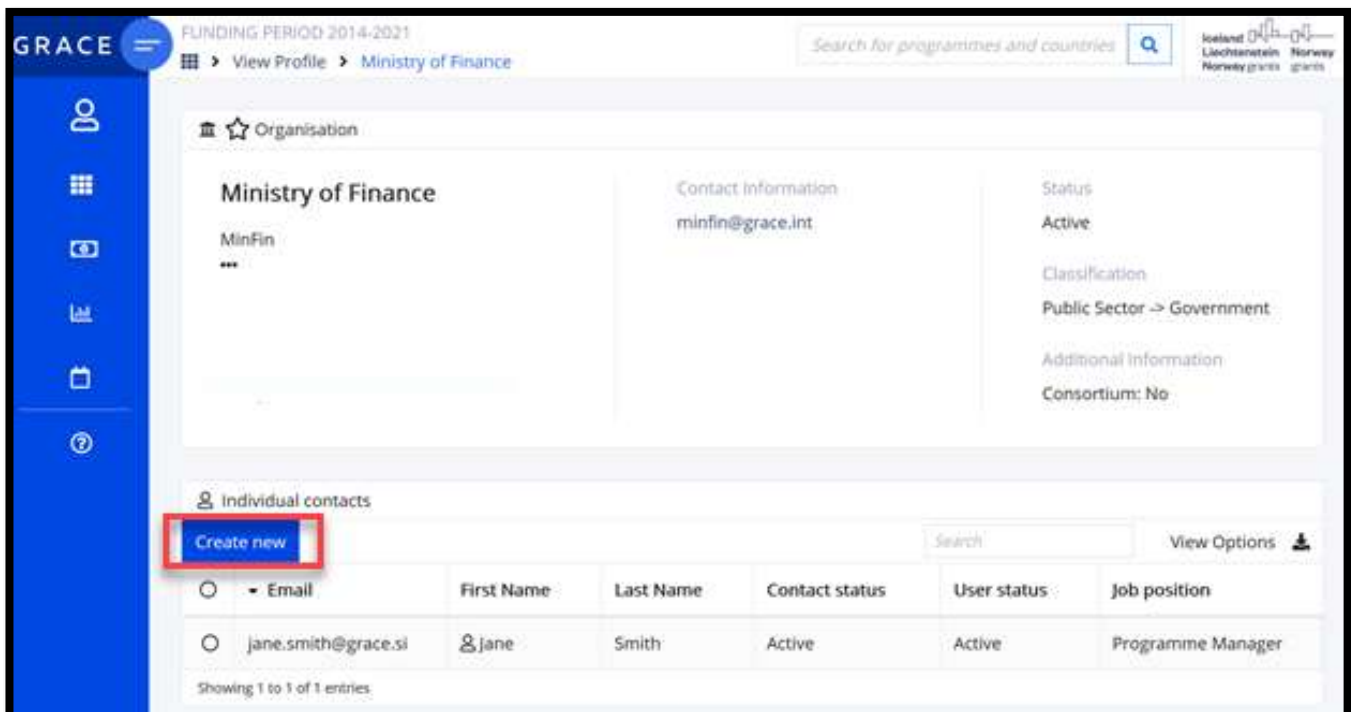 GRACE
FUNDING PERIOD 2014-2021
View Profile > Ministry of Finance
Search for programmes and countries
Iceland
Liechtenstein Norway
Norway grants grants
Organisation
Ministry of Finance
MinFin
•••
Contact Information
minfin@grace.int
Status
Active
Classification
Public Sector -> Government
Additional Information
Consortium: No
Individual contacts
Create new
Search
View Options
Email First Name Last Name Contact status User status Job position
jane.smith@grace.si Jane Smith Active Active Programme Manager
Showing 1 to 1 of 1 entries